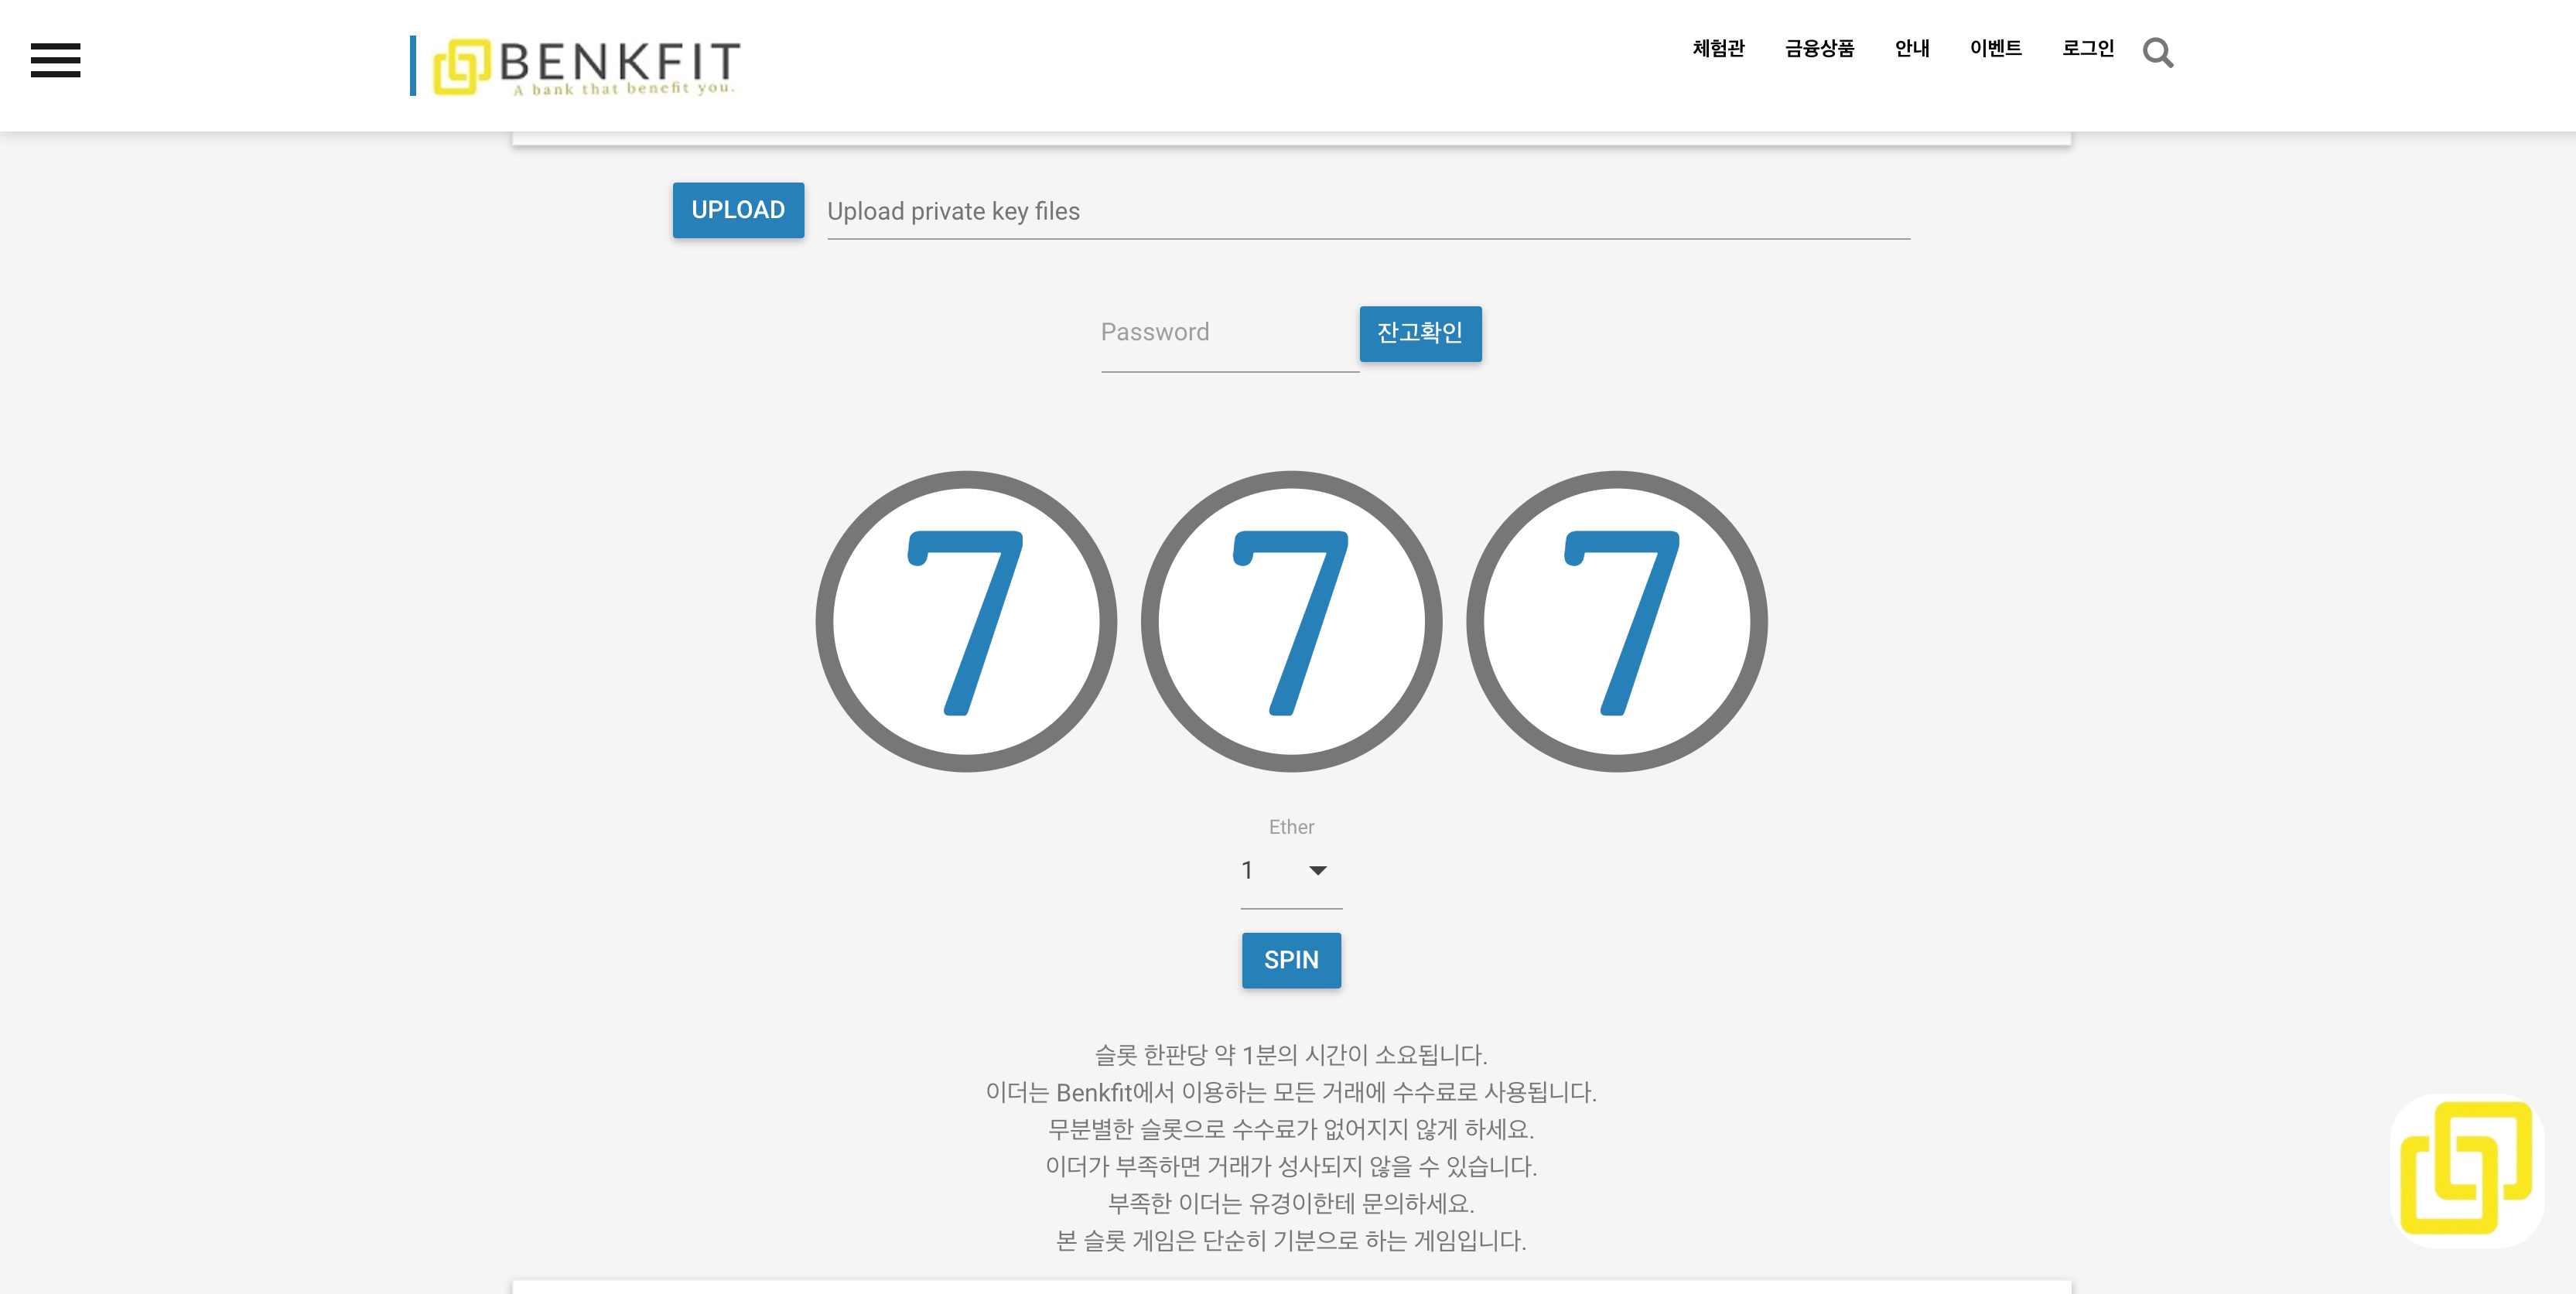 BENKFIT
A bank that benefit you.
체험관 금융상품 안내 이벤트 로그인
UPLOAD Upload private key files
Password 잔고확인
7 7 7
Ether
1
SPIN
슬롯 한판당 약 1분의 시간이 소요됩니다.
이더는 Benkfit에서 이용하는 모든 거래에 수수료로 사용됩니다.
무분별한 슬롯으로 수수료가 없어지지 않게 하세요.
이더가 부족하면 거래가 성사되지 않을 수 있습니다.
부족한 이더는 유경이한테 문의하세요.
본 슬롯 게임은 단순히 기분으로 하는 게임입니다.